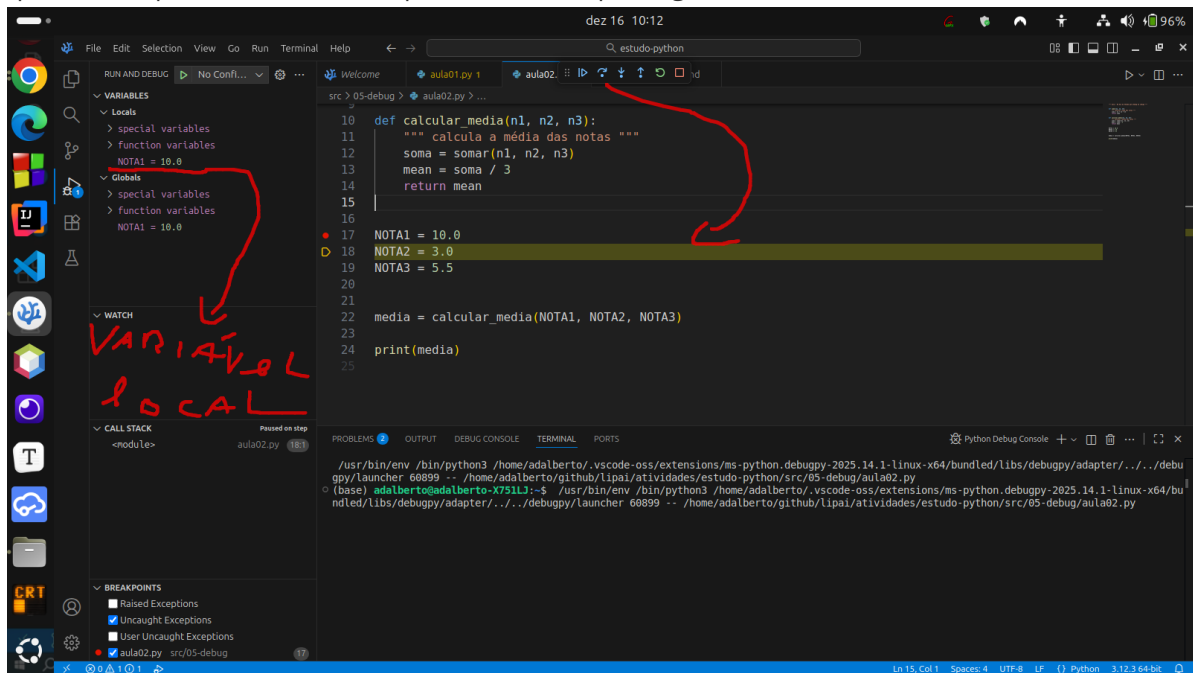 dez 16 10:12
96%
File Edit Selection View Go Run Terminal Help
estudo-python
RUN AND DEBUG No Confi...
Welcome
aula01.py 1
aula02.
src > 05-debug > aula02.py > ...
VARIABLES
Locals
special variables
function variables
NOTA1 = 10.0
Globals
special variables
function variables
NOTA1 = 10.0
9
10 def calcular_media(n1, n2, n3):
11 """ calcula a média das notas """
12 soma = somar(n1, n2, n3)
13 mean = soma / 3
14 return mean
15
16
17 NOTA1 = 10.0
18 NOTA2 = 3.0
19 NOTA3 = 5.5
20
21
22 media = calcular_media(NOTA1, NOTA2, NOTA3)
23
24 print(media)
25
WATCH
VARIÁVEL
LOCAL
CALL STACK Paused on step
<module> aula02.py 18:1
PROBLEMS 2 OUTPUT DEBUG CONSOLE TERMINAL PORTS
Python Debug Console
/usr/bin/env /bin/python3 /home/adalberto/.vscode-oss/extensions/ms-python.debugpy-2025.14.1-linux-x64/bundled/libs/debugpy/adapter/../../debu
gpy/launcher 60899 -- /home/adalberto/github/lipai/atividades/estudo-python/src/05-debug/aula02.py
(base) adalberto@adalberto-X751LJ:~$ /usr/bin/env /bin/python3 /home/adalberto/.vscode-oss/extensions/ms-python.debugpy-2025.14.1-linux-x64/bu
ndled/libs/debugpy/adapter/../../debugpy/launcher 60899 -- /home/adalberto/github/lipai/atividades/estudo-python/src/05-debug/aula02.py
BREAKPOINTS
Raised Exceptions
Uncaught Exceptions
User Uncaught Exceptions
aula02.py src/05-debug 17
0 1 1
Ln 15, Col 1 Spaces: 4 UTF-8 LF {} Python 3.12.3 64-bit
IJ
T
CRT
1